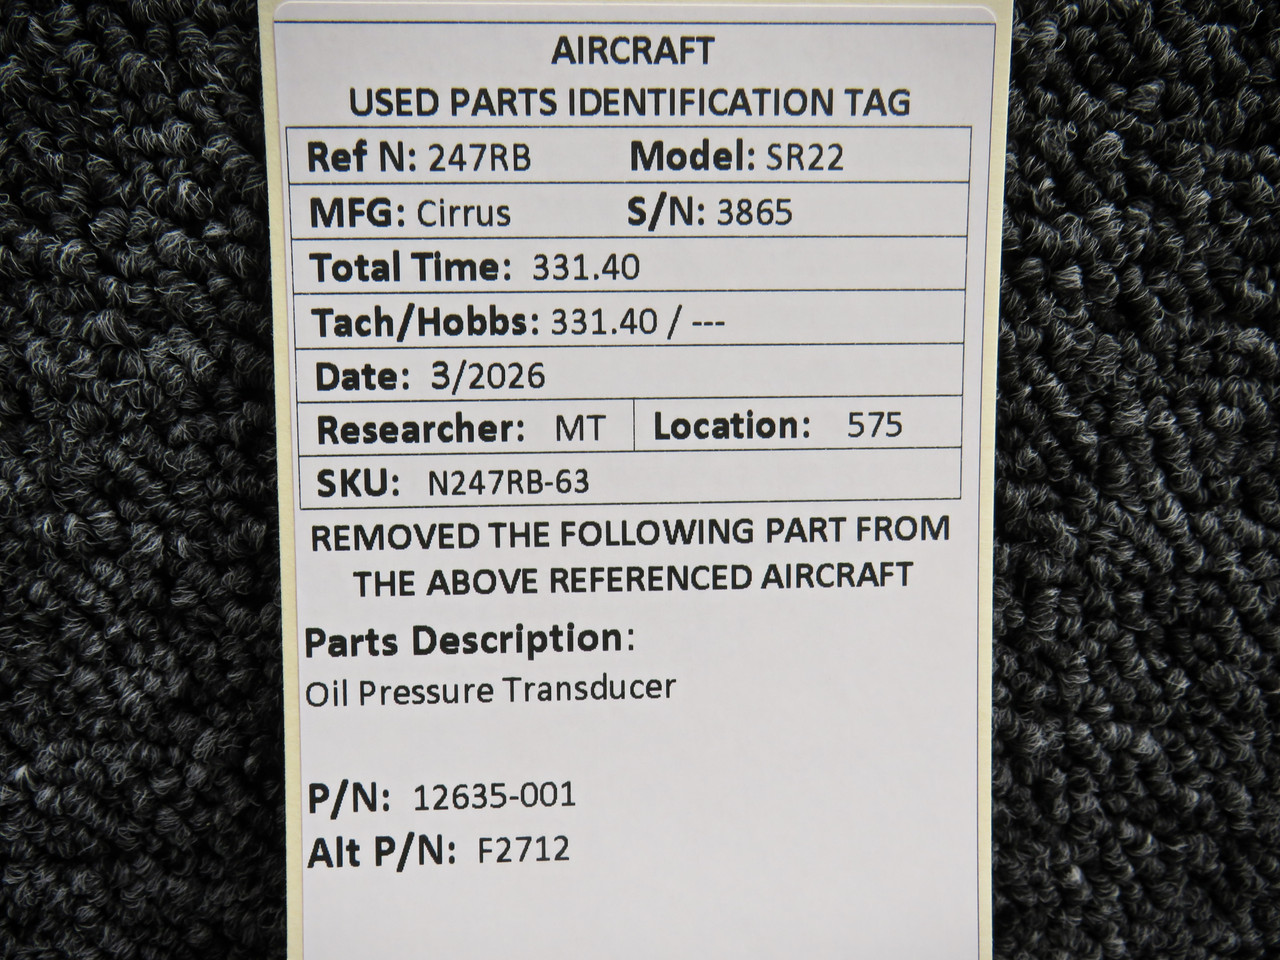 AIRCRAFT
USED PARTS IDENTIFICATION TAG
Ref N: 247RB Model: SR22
MFG: Cirrus S/N: 3865
Total Time: 331.40
Tach/Hobbs: 331.40 / ---
Date: 3/2026
Researcher: MT Location: 575
SKU: N247RB-63
REMOVED THE FOLLOWING PART FROM
THE ABOVE REFERENCED AIRCRAFT
Parts Description:
Oil Pressure Transducer
P/N: 12635-001
Alt P/N: F2712